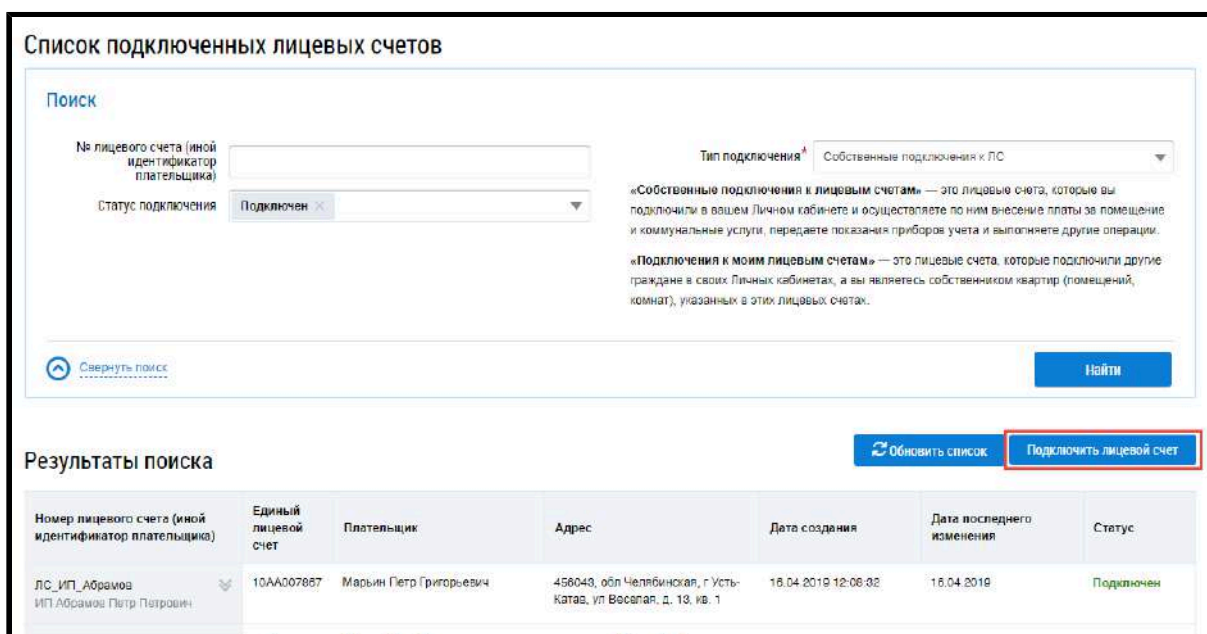 Список подключенных лицевых счетов
Поиск
№ лицевого счета (иной
идентификатор
плательщика)
Тип подключения* Собственные подключения к ЛС
Статус подключения Подключен ×
«Собственные подключения к лицевым счетам» — это лицевые счета, которые вы
подключили в вашем Личном кабинете и осуществляете по ним внесение платы за помещение
и коммунальные услуги, передаете показания приборов учета и выполняете другие операции.
«Подключения к моим лицевым счетам» — это лицевые счета, которые подключили другие
граждане в своих Личных кабинетах, а вы являетесь собственником квартир (помещений,
комнат), указанных в этих лицевых счетах.
Свернуть поиск
Найти
Результаты поиска
Обновить список
Подключить лицевой счет
Номер лицевого счета (иной
идентификатор плательщика)
Единый
лицевой
счет
Плательщик
Адрес
Дата создания
Дата последнего
изменения
Статус
ЛС_ИП_Абрамов
ИП Абрамов Петр Петрович
10АА007867
Марьин Петр Григорьевич
456043, обл Челябинская, г Усть-
Катав, ул Веселая, д. 13, кв. 1
16.04.2019 12:08:32
16.04.2019
Подключен